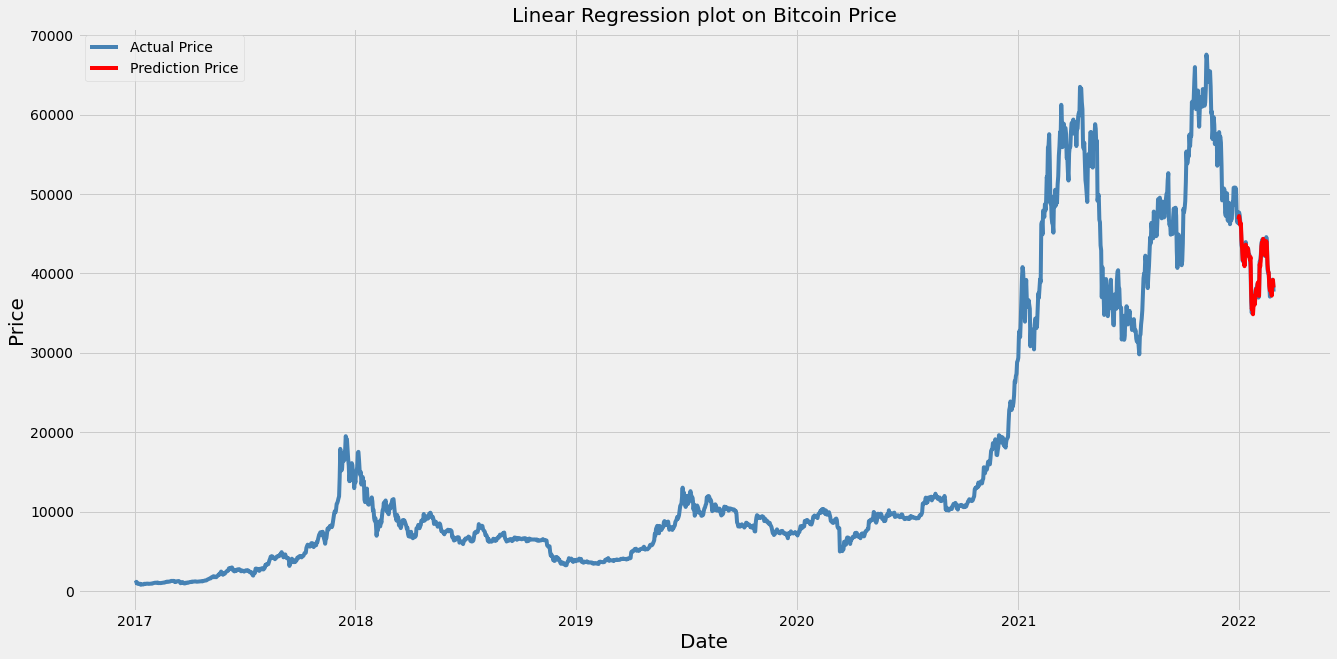 Linear Regression plot on Bitcoin Price
70000
Actual Price
Prediction Price
60000
50000
40000
Price
30000
20000
10000
0
2017 2018 2019 2020 2021 2022
Date